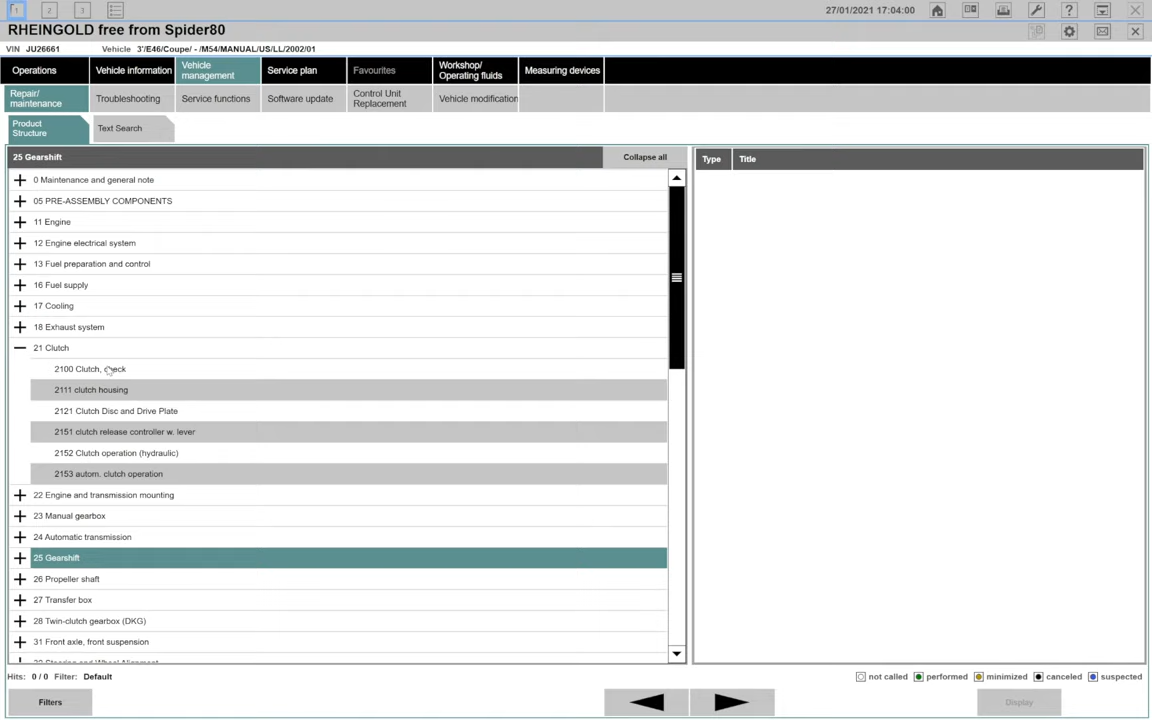 1 2 3 27/01/2021 17:04:00 ?
RHEINGOLD free from Spider80
VIN JU26661 Vehicle 3'/E46/Coupe/ - /M54/MANUAL/US/LL/2002/01
Operations Vehicle information Vehicle management Service plan Favourites Workshop/ Operating fluids Measuring devices
Repair/ maintenance Troubleshooting Service functions Software update Control Unit Replacement Vehicle modification
Product Structure Text Search
25 Gearshift Collapse all Type Title
0 Maintenance and general note
05 PRE-ASSEMBLY COMPONENTS
11 Engine
12 Engine electrical system
13 Fuel preparation and control
16 Fuel supply
17 Cooling
18 Exhaust system
21 Clutch
2100 Clutch, check
2111 clutch housing
2121 Clutch Disc and Drive Plate
2151 clutch release controller w. lever
2152 Clutch operation (hydraulic)
2153 autom. clutch operation
22 Engine and transmission mounting
23 Manual gearbox
24 Automatic transmission
25 Gearshift
26 Propeller shaft
27 Transfer box
28 Twin-clutch gearbox (DKG)
31 Front axle, front suspension
32 Steering and Wheel Alignment
Hits: 0 / 0 Filter: Default not called performed minimized canceled suspected
Filters Display